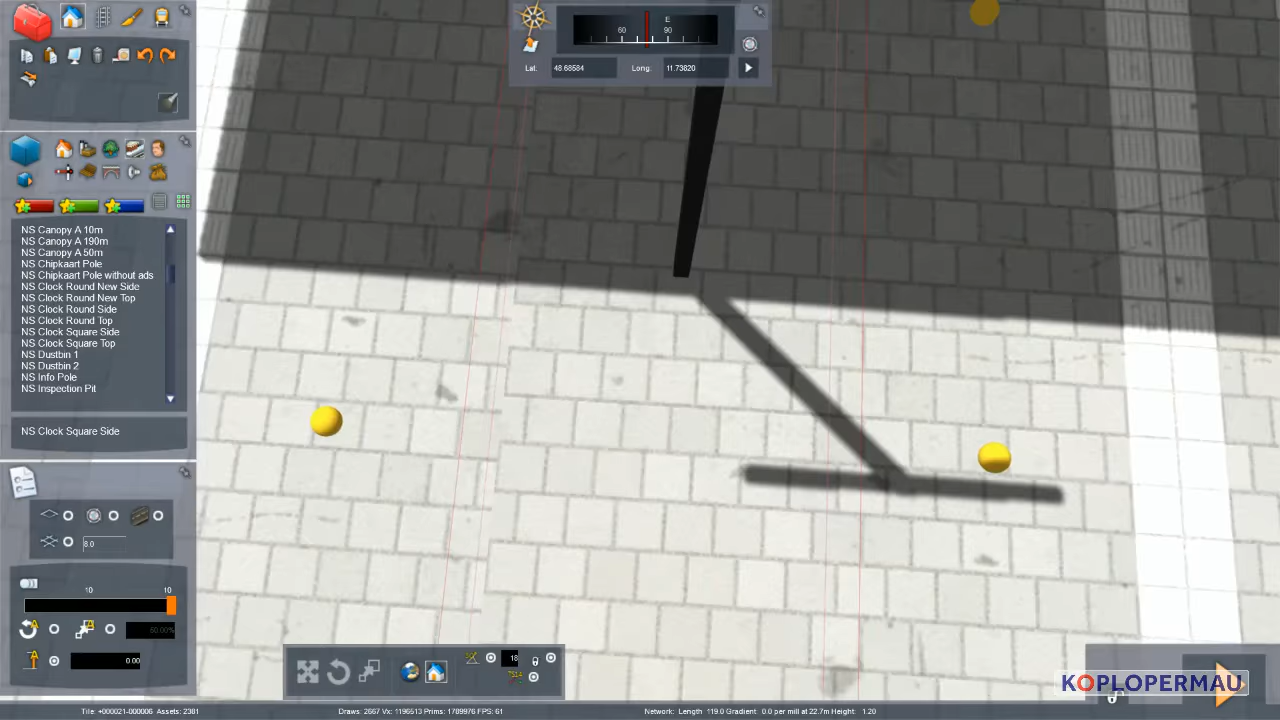 E
60 90
Lat: 48.68584 Long: 11.73820
NS Canopy A 10m
NS Canopy A 190m
NS Canopy A 50m
NS Chipkaart Pole
NS Chipkaart Pole without ads
NS Clock Round New Side
NS Clock Round New Top
NS Clock Round Side
NS Clock Round Top
NS Clock Square Side
NS Clock Square Top
NS Dustbin 1
NS Dustbin 2
NS Info Pole
NS Inspection Pit
NS Clock Square Side
8.0
10 10
50.00%
0.00
18
KOPLOPERMAU
Tile: +000021-000006 Assets: 2381 Draws: 2667 Vx: 1196513 Prims: 1789976 FPS: 61 Network: Length 119.0 Gradient 0.0 per mill at 22.7m Height: 1.20